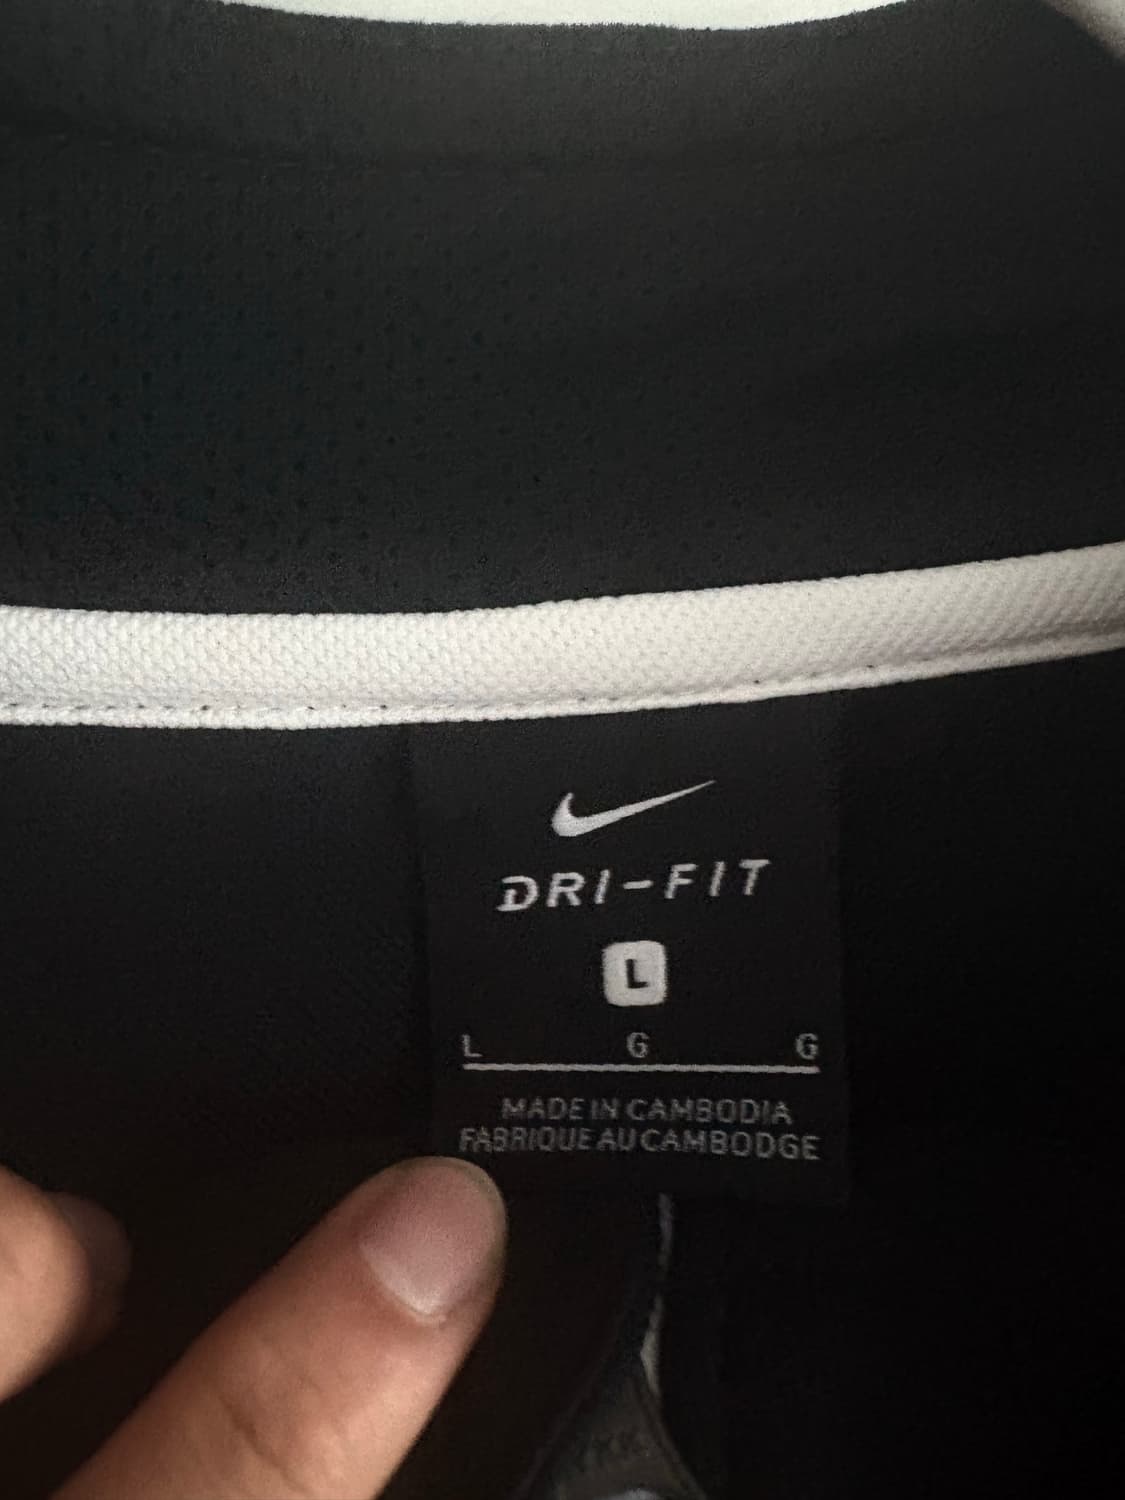 DRI-FIT
L
L G G
MADE IN CAMBODIA
FABRIQUE AU CAMBODGE